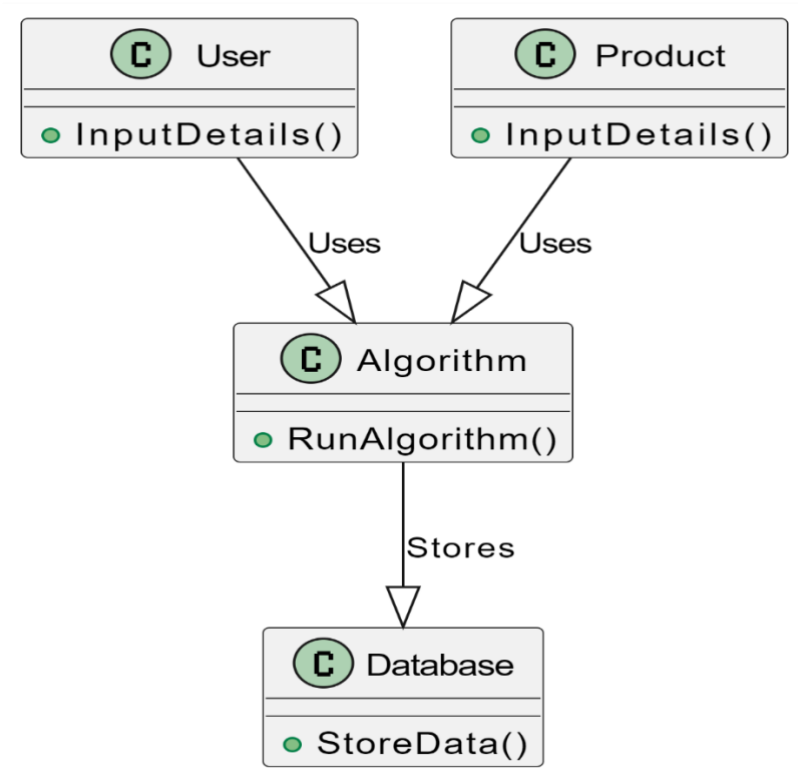 C User
InputDetails()
C Product
InputDetails()
Uses
Uses
C Algorithm
RunAlgorithm()
Stores
C Database
StoreData()